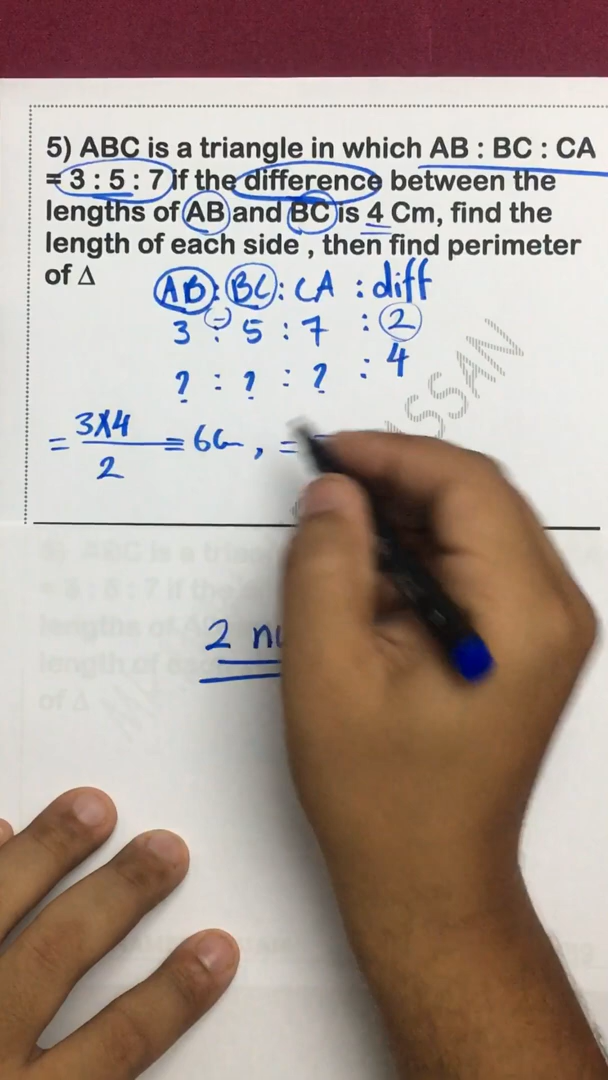 5) ABC is a triangle in which AB : BC : CA
= 3 : 5 : 7 if the difference between the
lengths of AB and BC is 4 Cm, find the
length of each side , then find perimeter
of Δ
AB : BC : CA : diff
3 : 5 : 7 : 2
? : ? : ? : 4
= 3×4/2 = 6Cm , =
2